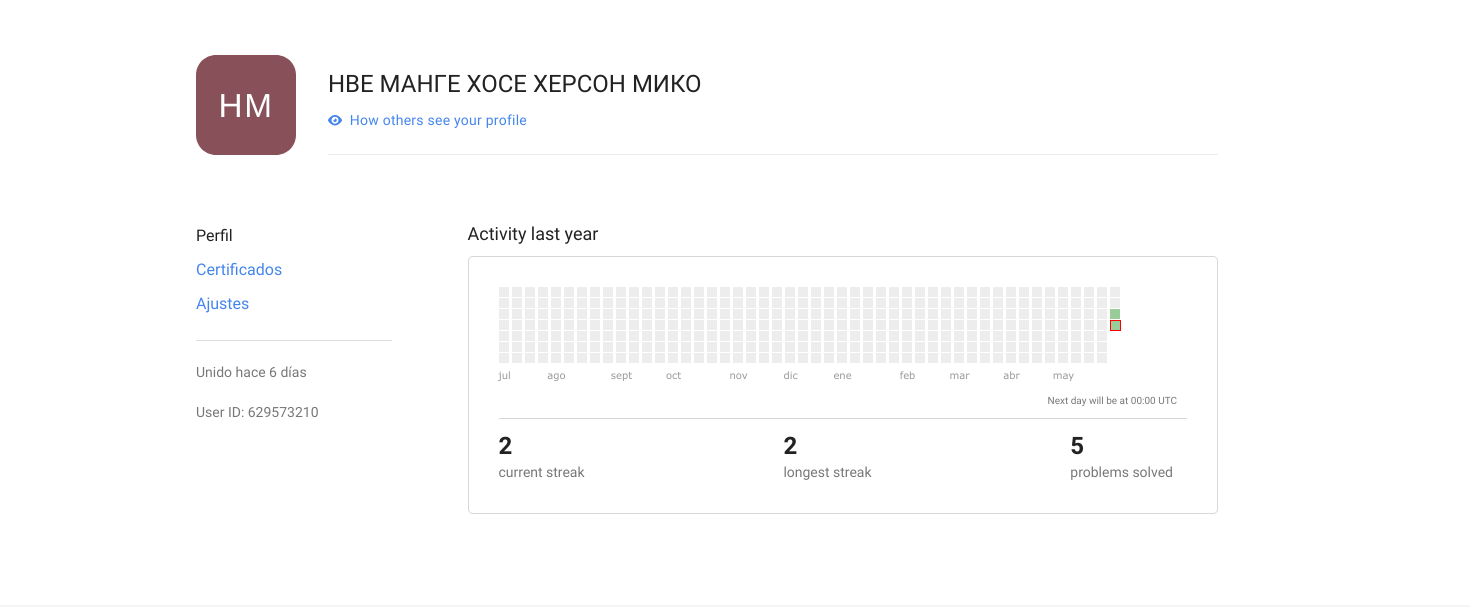 НМ
НВЕ МАНГЕ ХОСЕ ХЕРСОН МИКО
How others see your profile
Perfil
Certificados
Ajustes
Unido hace 6 días
User ID: 629573210
Activity last year
jul ago sept oct nov dic ene feb mar abr may
Next day will be at 00:00 UTC
2 2 5
current streak longest streak problems solved